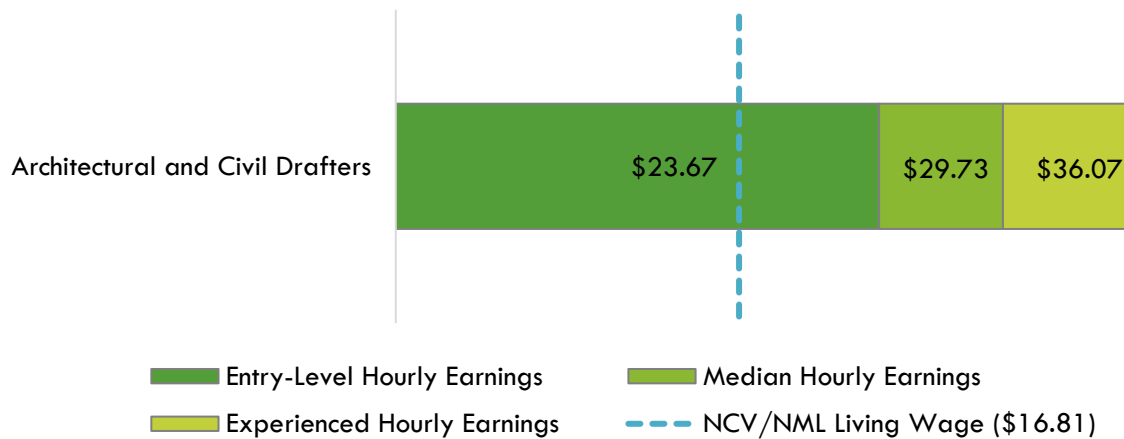 Architectural and Civil Drafters
$23.67
$29.73
$36.07
Entry-Level Hourly Earnings
Median Hourly Earnings
Experienced Hourly Earnings
NCV/NML Living Wage ($16.81)